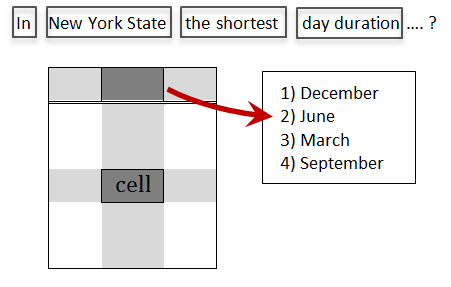 In New York State the shortest day duration .... ?
1) December
2) June
3) March
4) September
cell